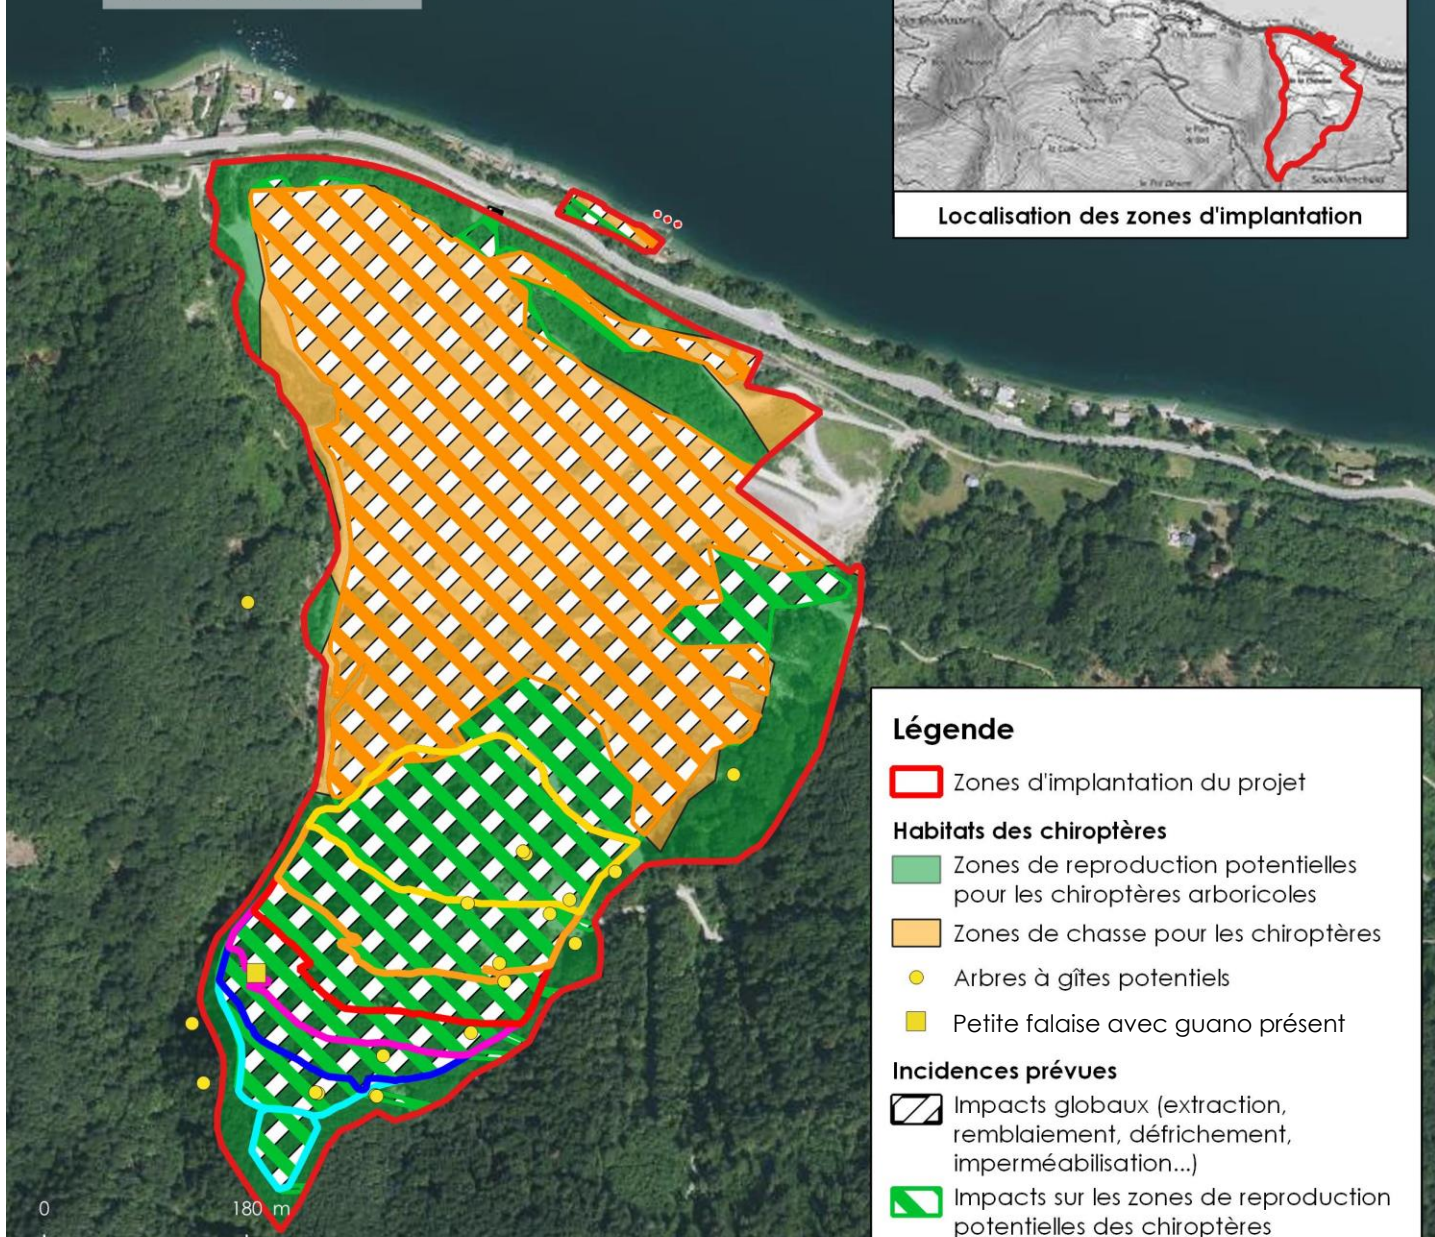 Localisation des zones d'implantation
Légende
Zones d'implantation du projet
Habitats des chiroptères
Zones de reproduction potentielles
pour les chiroptères arboricoles
Zones de chasse pour les chiroptères
Arbres à gîtes potentiels
Petite falaise avec guano présent
Incidences prévues
Impacts globaux (extraction,
remblaiement, défrichement,
imperméabilisation...)
Impacts sur les zones de reproduction
potentielles des chiroptères
0 180 m